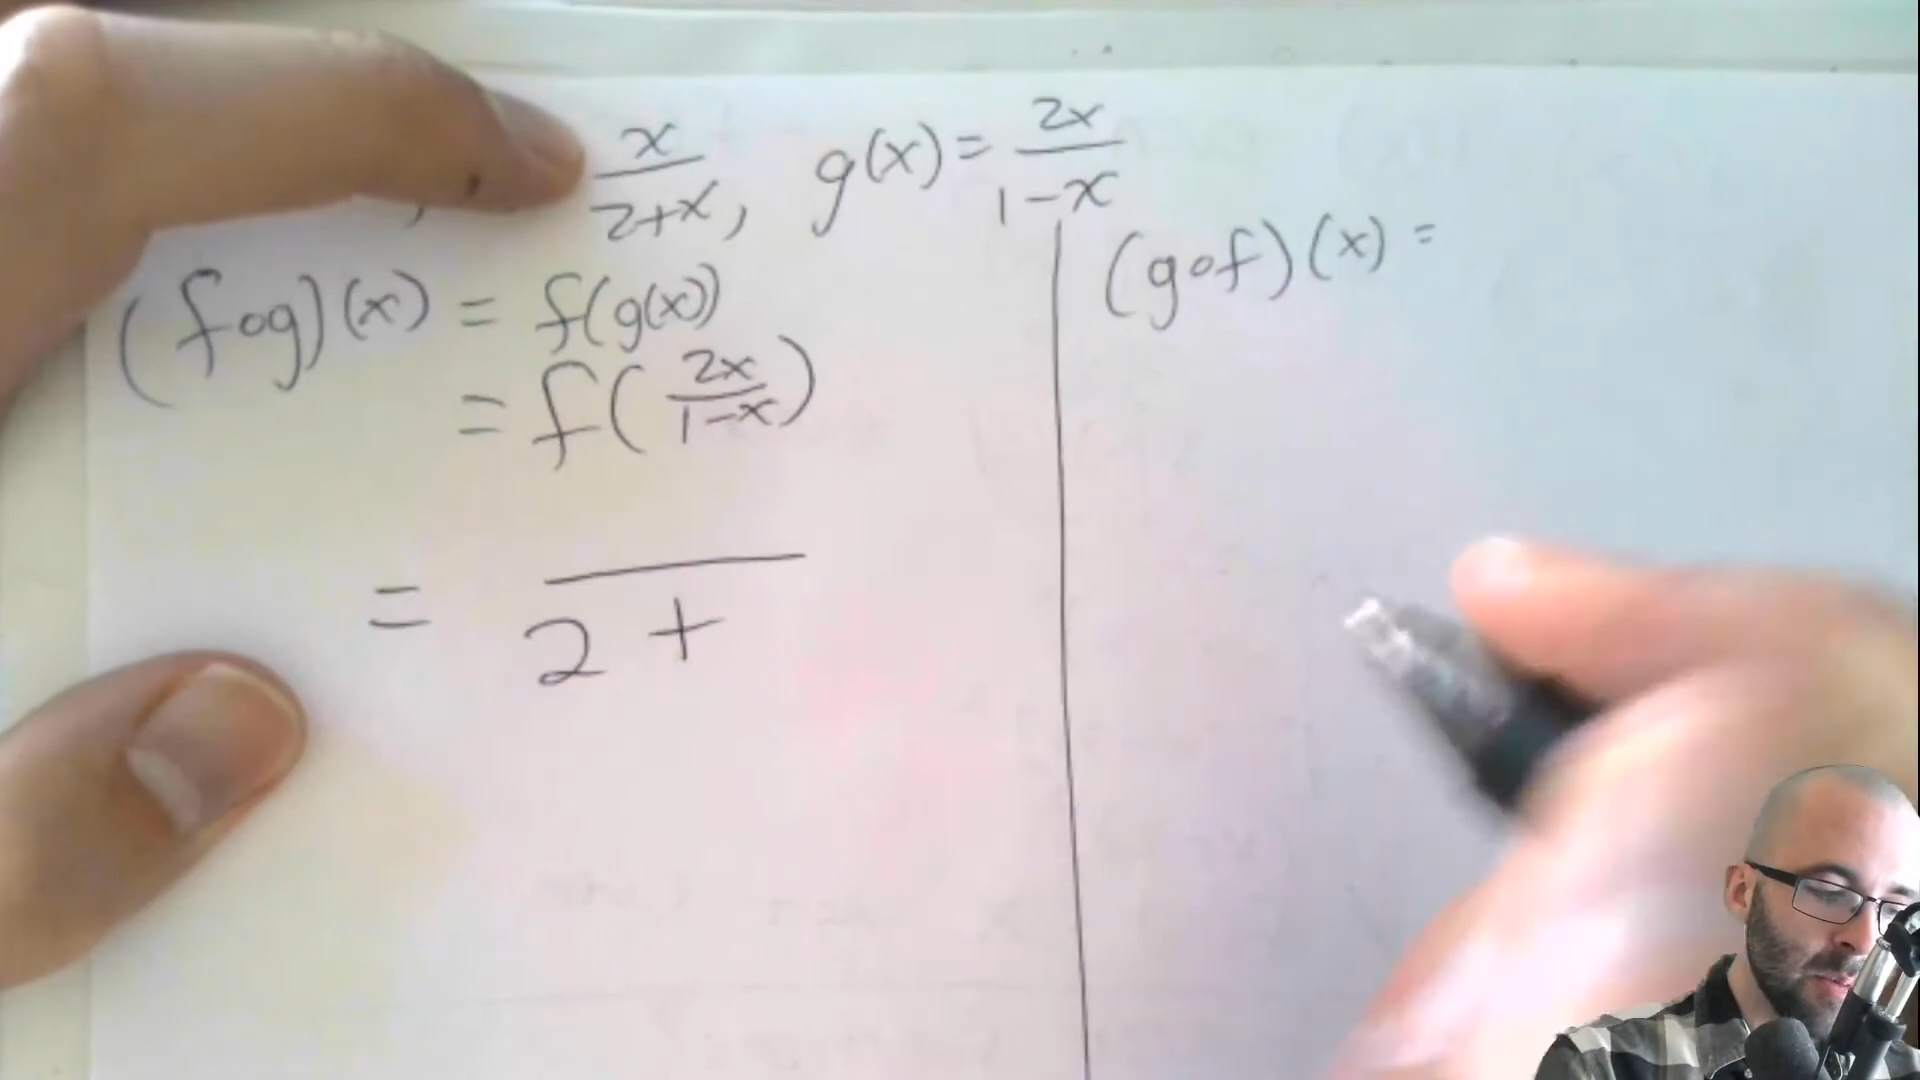 x/2+x, g(x) = 2x/1-x
(f∘g)(x) = f(g(x))
= f(2x/1-x)
= /2 +
(g∘f)(x) =